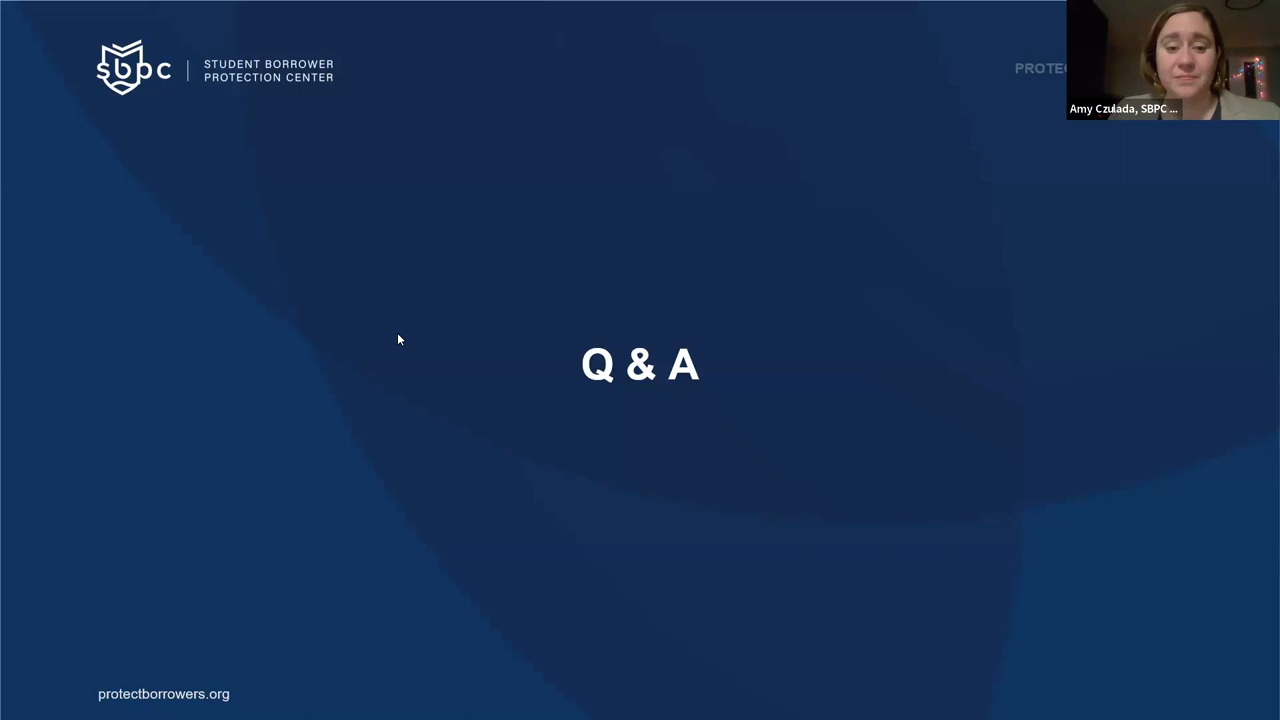 sbpc
STUDENT BORROWER
PROTECTION CENTER
PROTEC
Amy Czulada, SBPC ...
Q & A
protectborrowers.org